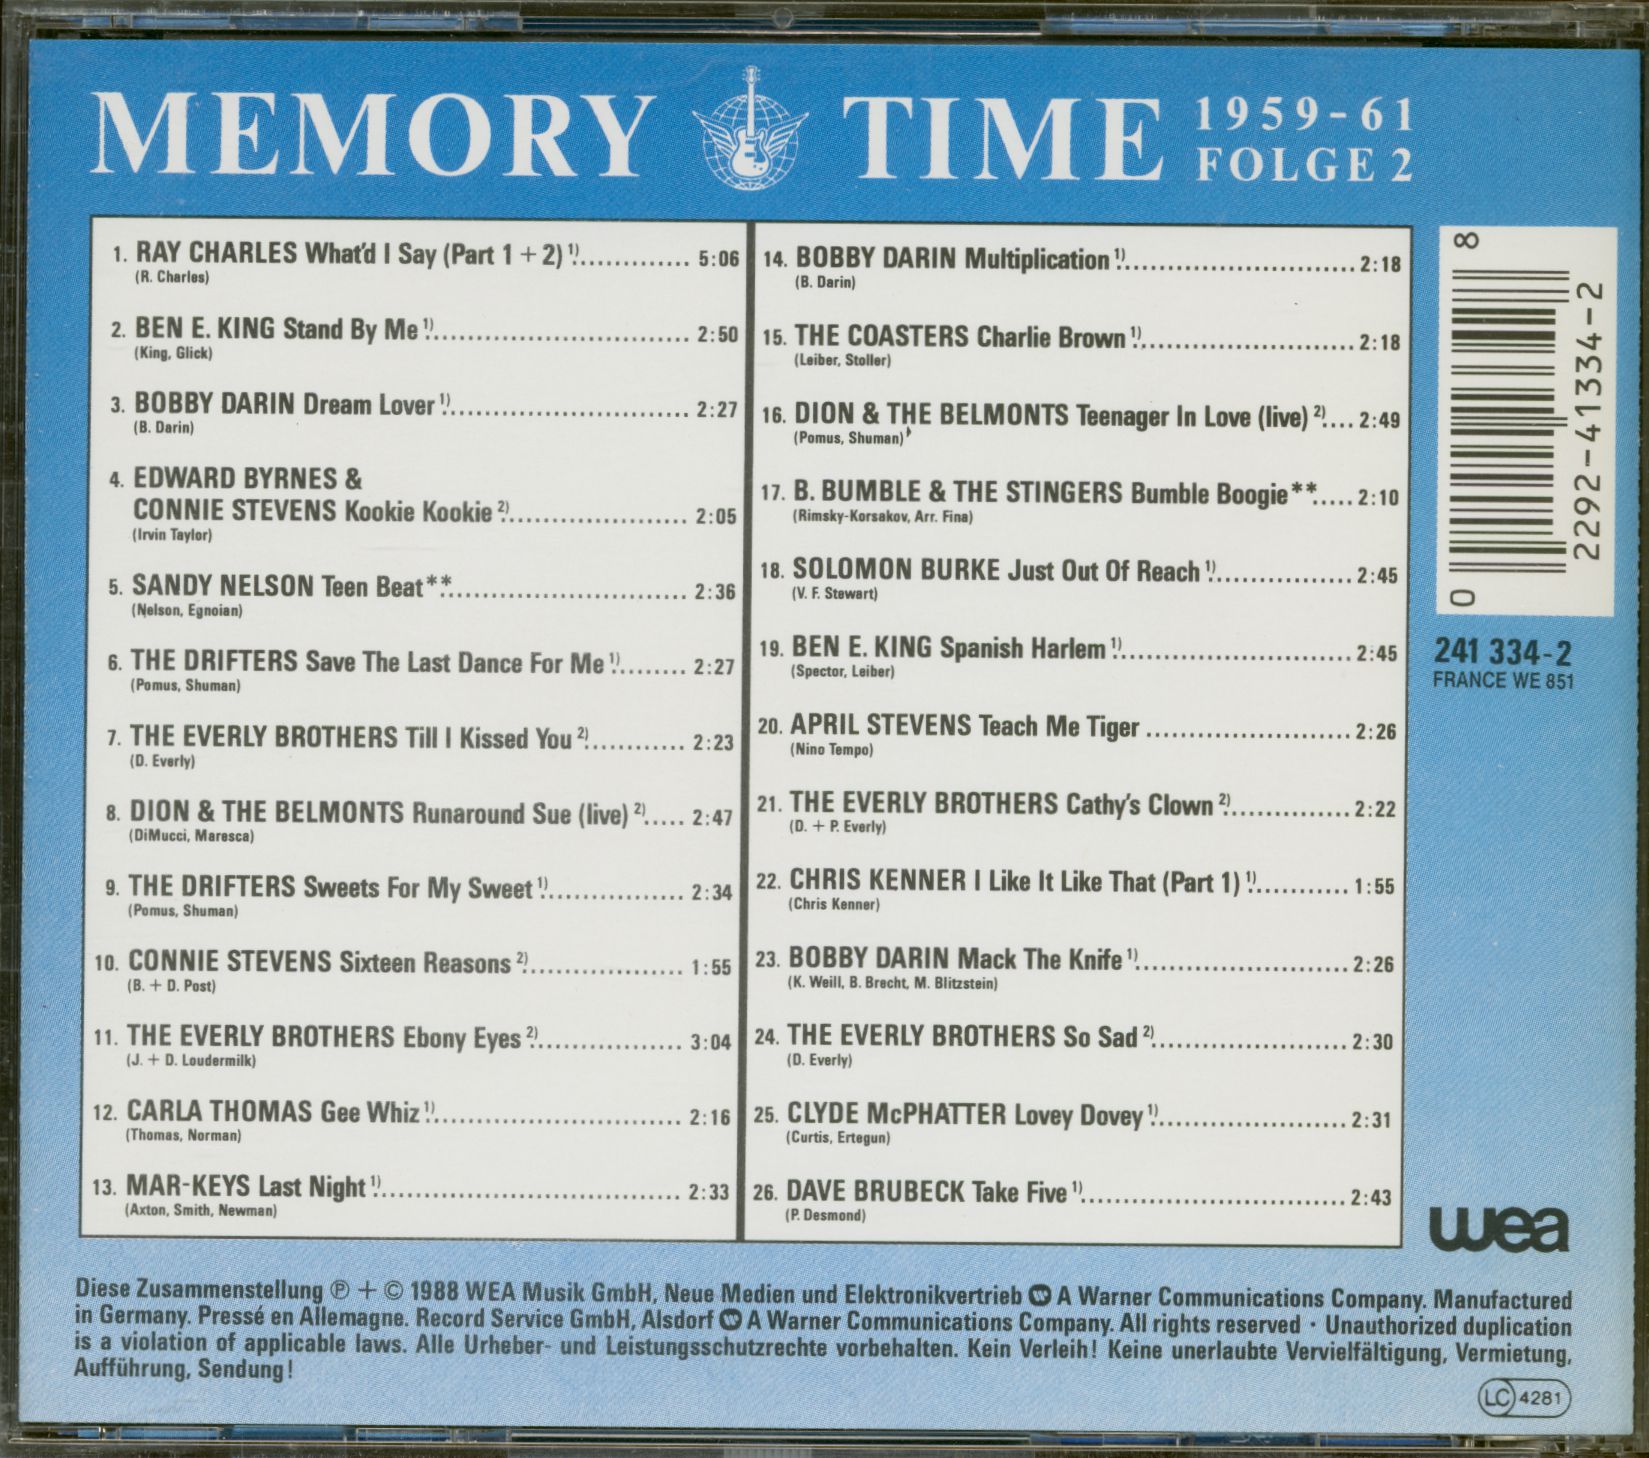 MEMORY TIME 1959-61
FOLGE 2
1. RAY CHARLES What'd I Say (Part 1 + 2) 1) 5:06
(R. Charles)
2. BEN E. KING Stand By Me 1) 2:50
(King, Glick)
3. BOBBY DARIN Dream Lover 1) 2:27
(B. Darin)
4. EDWARD BYRNES &
CONNIE STEVENS Kookie Kookie 2) 2:05
(Irvin Taylor)
5. SANDY NELSON Teen Beat** 2:36
(Nelson, Egnoian)
6. THE DRIFTERS Save The Last Dance For Me 1) 2:27
(Pomus, Shuman)
7. THE EVERLY BROTHERS Till I Kissed You 2) 2:23
(D. Everly)
8. DION & THE BELMONTS Runaround Sue (live) 2) 2:47
(DiMucci, Maresca)
9. THE DRIFTERS Sweets For My Sweet 1) 2:34
(Pomus, Shuman)
10. CONNIE STEVENS Sixteen Reasons 2) 1:55
(B. + D. Post)
11. THE EVERLY BROTHERS Ebony Eyes 2) 3:04
(J. + D. Loudermilk)
12. CARLA THOMAS Gee Whiz 1) 2:16
(Thomas, Norman)
13. MAR-KEYS Last Night 1) 2:33
(Axton, Smith, Newman)
14. BOBBY DARIN Multiplication 1) 2:18
(B. Darin)
15. THE COASTERS Charlie Brown 1) 2:18
(Leiber, Stoller)
16. DION & THE BELMONTS Teenager In Love (live) 2) 2:49
(Pomus, Shuman)
17. B. BUMBLE & THE STINGERS Bumble Boogie** 2:10
(Rimsky-Korsakov, Arr. Fina)
18. SOLOMON BURKE Just Out Of Reach 1) 2:45
(V. F. Stewart)
19. BEN E. KING Spanish Harlem 1) 2:45
(Spector, Leiber)
20. APRIL STEVENS Teach Me Tiger 2:26
(Nino Tempo)
21. THE EVERLY BROTHERS Cathy's Clown 2) 2:22
(D. + P. Everly)
22. CHRIS KENNER I Like It Like That (Part 1) 1) 1:55
(Chris Kenner)
23. BOBBY DARIN Mack The Knife 1) 2:26
(K. Weill, B. Brecht, M. Blitzstein)
24. THE EVERLY BROTHERS So Sad 2) 2:30
(D. Everly)
25. CLYDE McPHATTER Lovey Dovey 1) 2:31
(Curtis, Ertegun)
26. DAVE BRUBECK Take Five 1) 2:43
(P. Desmond)
0 2292-41334-2 8
241 334-2
FRANCE WE 851
wea
Diese Zusammenstellung ℗ + © 1988 WEA Musik GmbH, Neue Medien und Elektronikvertrieb A Warner Communications Company. Manufactured
in Germany. Pressé en Allemagne. Record Service GmbH, Alsdorf A Warner Communications Company. All rights reserved · Unauthorized duplication
is a violation of applicable laws. Alle Urheber- und Leistungsschutzrechte vorbehalten. Kein Verleih! Keine unerlaubte Vervielfältigung, Vermietung,
Aufführung, Sendung!
LC 4281